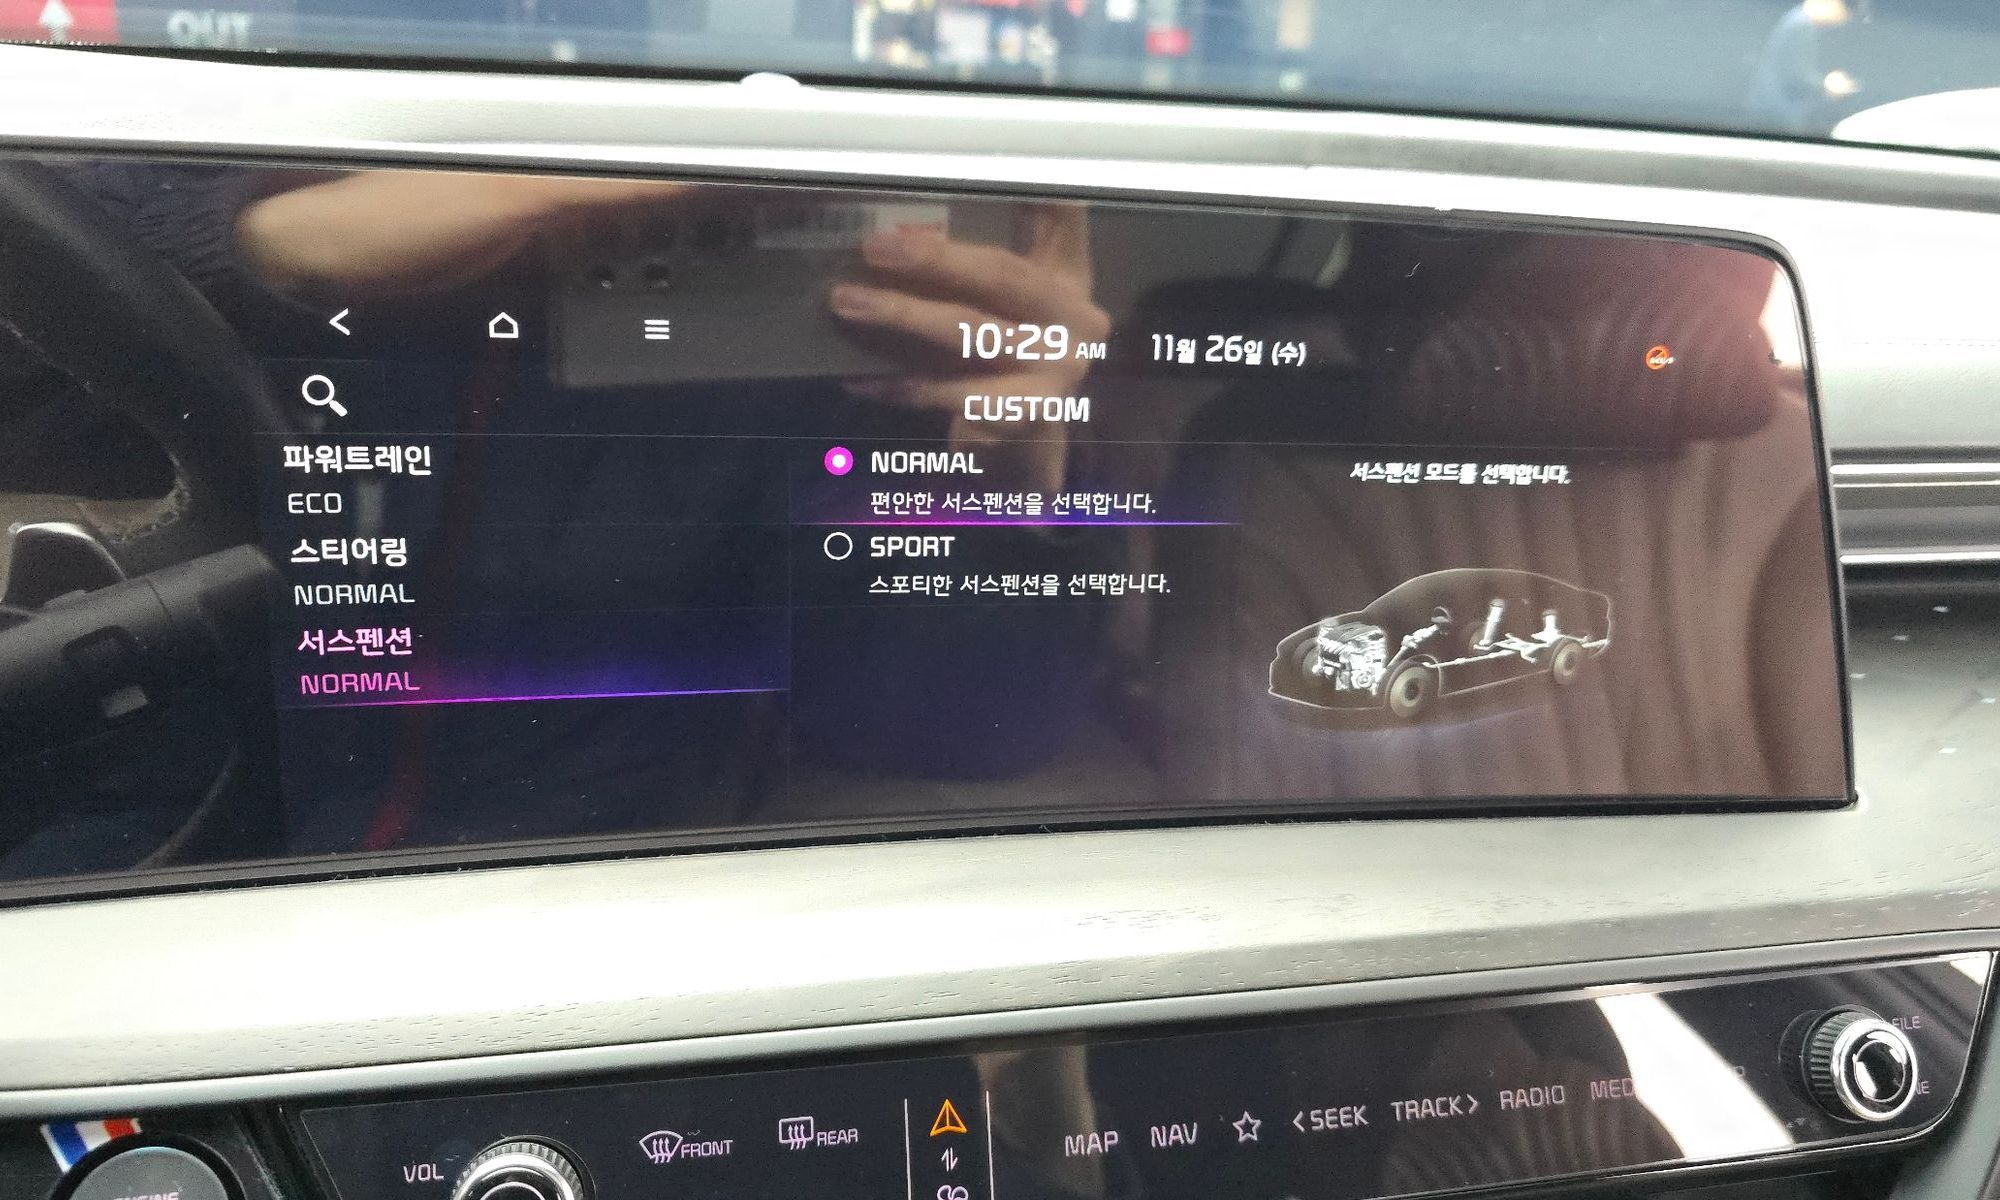 OUT
10:29 AM 11월 26일 (수)
CUSTOM
파워트레인
ECO
스티어링
NORMAL
서스펜션
NORMAL
NORMAL
편안한 서스펜션을 선택합니다.
SPORT
스포티한 서스펜션을 선택합니다.
서스펜션 모드를 선택합니다.
VOL
FRONT
REAR
MAP
NAV
<SEEK
TRACK>
RADIO
FILE
ENGINE